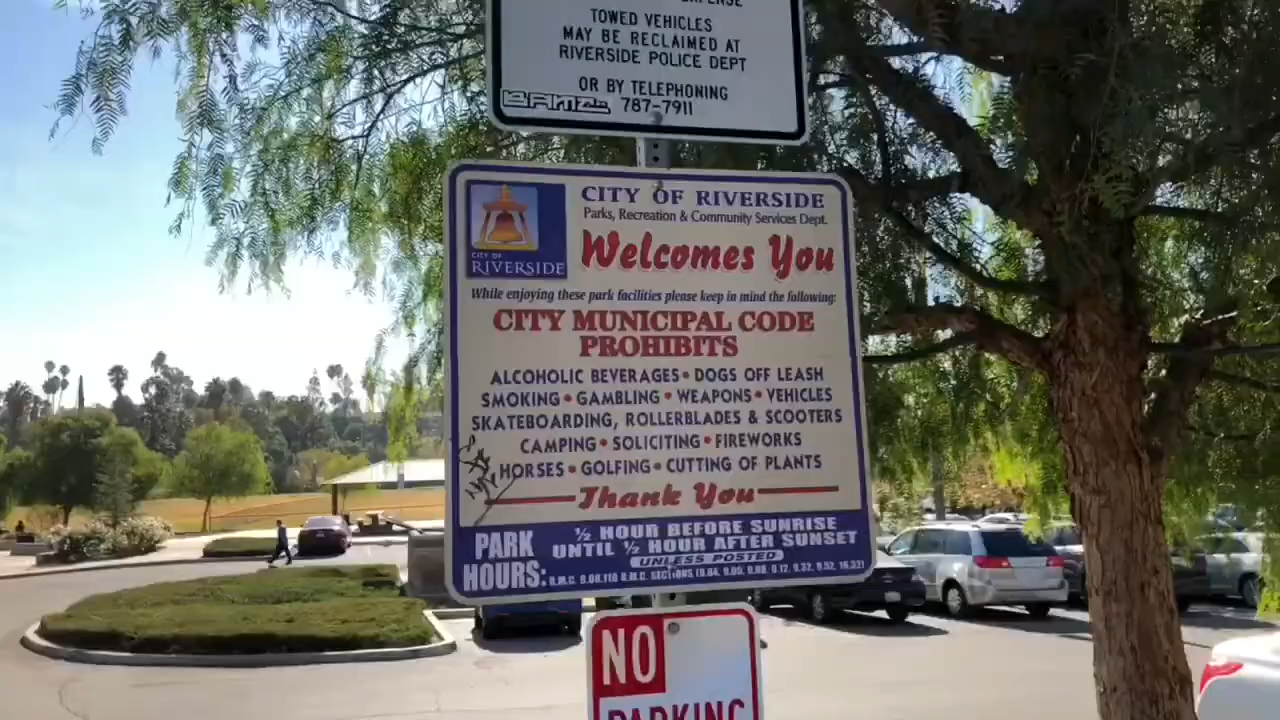 EXPENSE
TOWED VEHICLES
MAY BE RECLAIMED AT
RIVERSIDE POLICE DEPT
OR BY TELEPHONING
787-7911
CITY OF RIVERSIDE
Parks, Recreation & Community Services Dept.
CITY OF
RIVERSIDE
Welcomes You
While enjoying these park facilities please keep in mind the following:
CITY MUNICIPAL CODE
PROHIBITS
ALCOHOLIC BEVERAGES • DOGS OFF LEASH
SMOKING • GAMBLING • WEAPONS • VEHICLES
SKATEBOARDING, ROLLERBLADES & SCOOTERS
CAMPING • SOLICITING • FIREWORKS
HORSES • GOLFING • CUTTING OF PLANTS
Thank You
PARK HOURS:
½ HOUR BEFORE SUNRISE
UNTIL ½ HOUR AFTER SUNSET
UNLESS POSTED
NO
PARKING